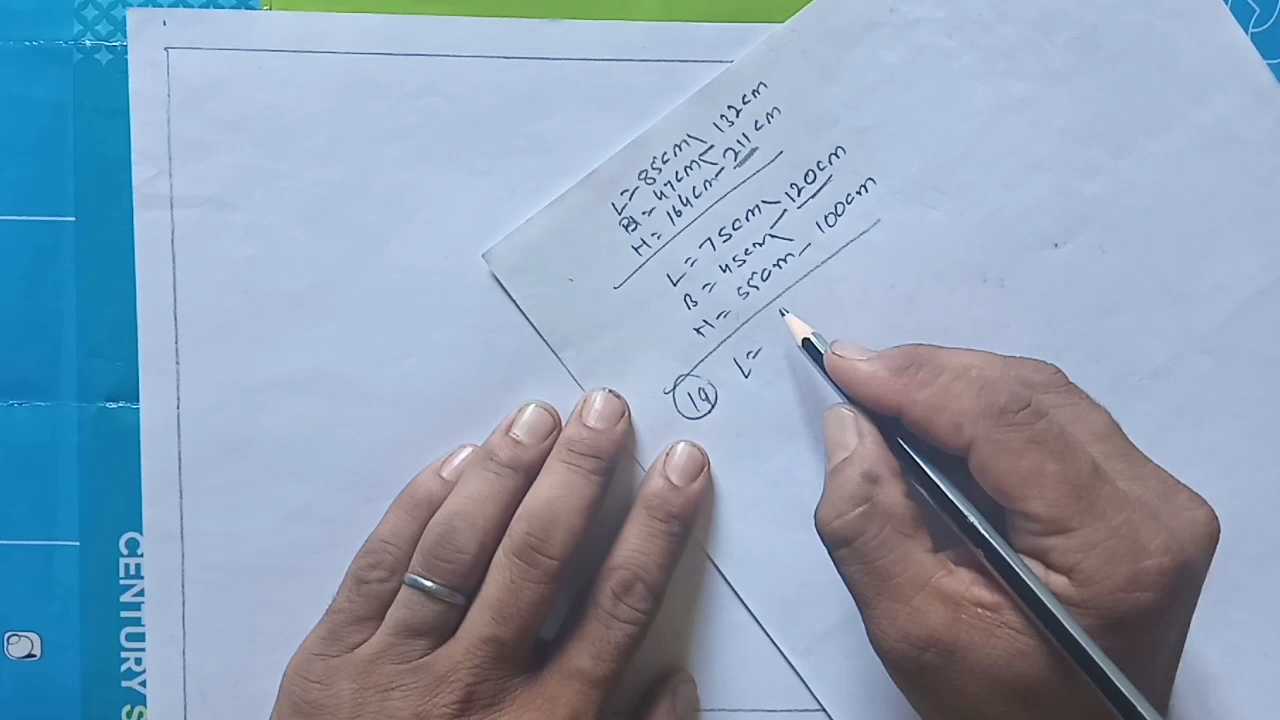 L = 85cm \ 132cm
B = 47cm
H = 164cm - 211cm
L = 75cm \ 120cm
B = 45cm
H = 55cm - 100cm
19 L =
CENTURY S